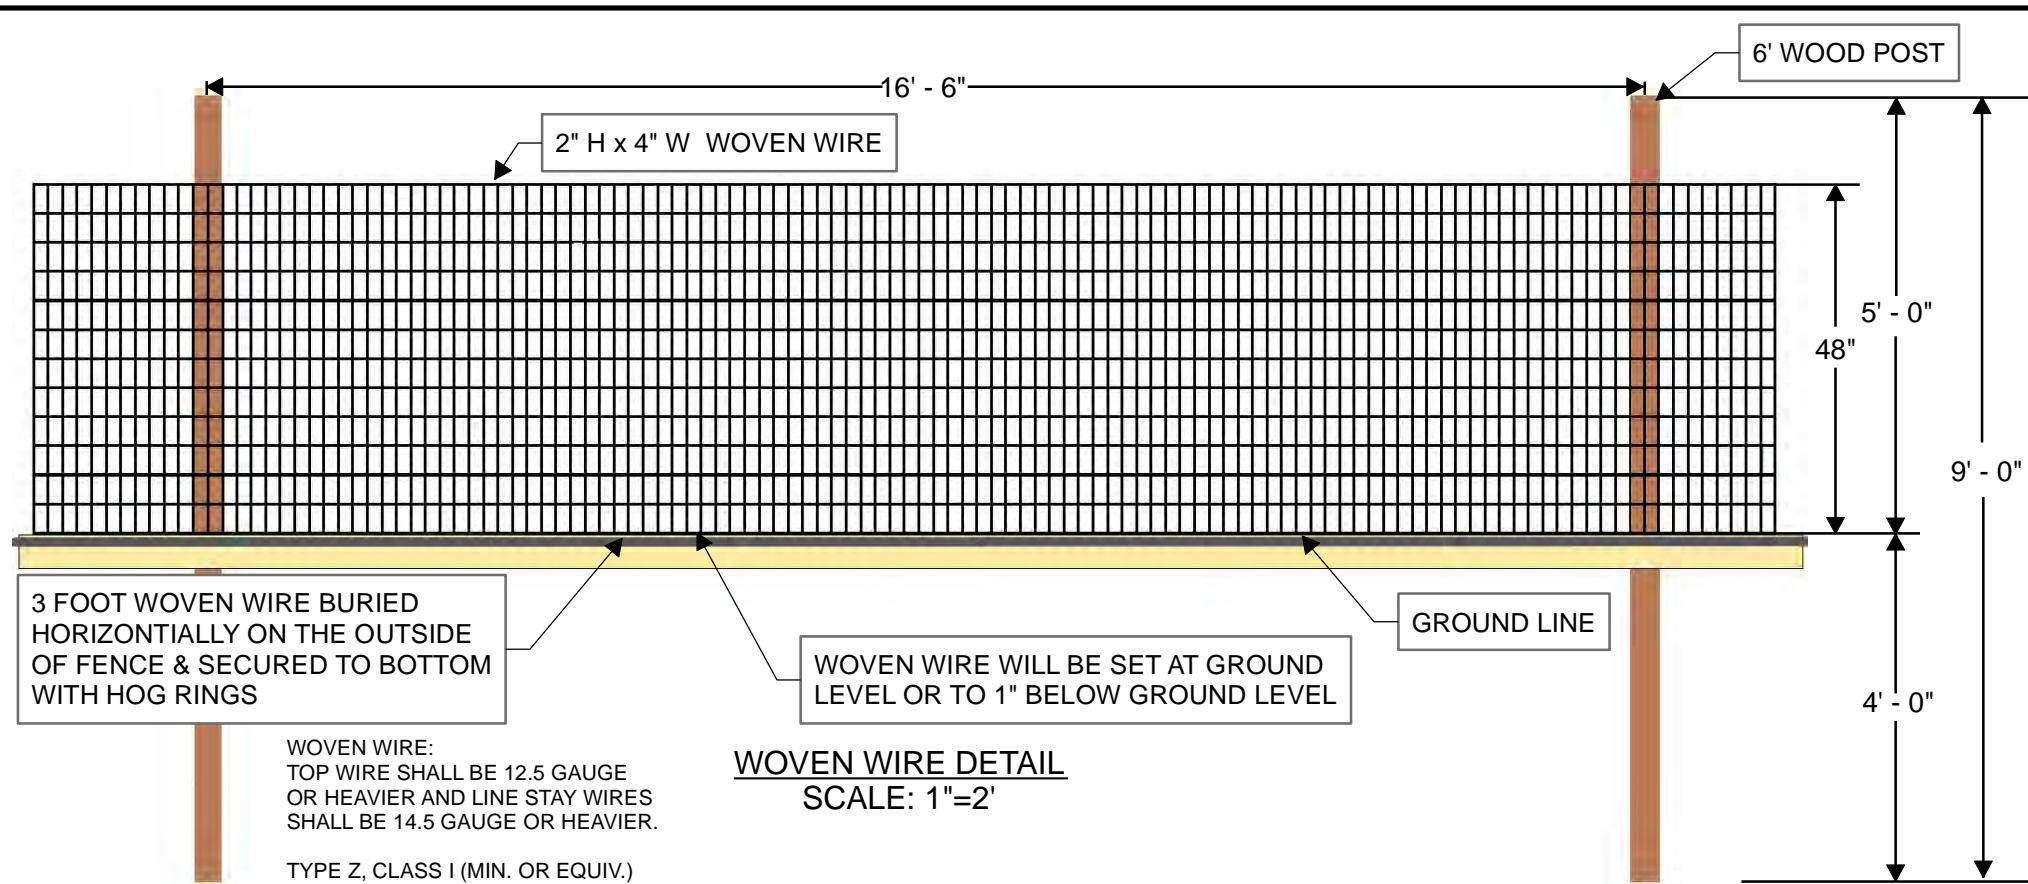 6' WOOD POST
16' - 6"
2" H x 4" W WOVEN WIRE
5' - 0"
48"
9' - 0"
3 FOOT WOVEN WIRE BURIED
HORIZONTIALLY ON THE OUTSIDE
OF FENCE & SECURED TO BOTTOM
WITH HOG RINGS
WOVEN WIRE WILL BE SET AT GROUND
LEVEL OR TO 1" BELOW GROUND LEVEL
GROUND LINE
4' - 0"
WOVEN WIRE:
TOP WIRE SHALL BE 12.5 GAUGE
OR HEAVIER AND LINE STAY WIRES
SHALL BE 14.5 GAUGE OR HEAVIER.
TYPE Z, CLASS I (MIN. OR EQUIV.)
WOVEN WIRE DETAIL
SCALE: 1"=2'